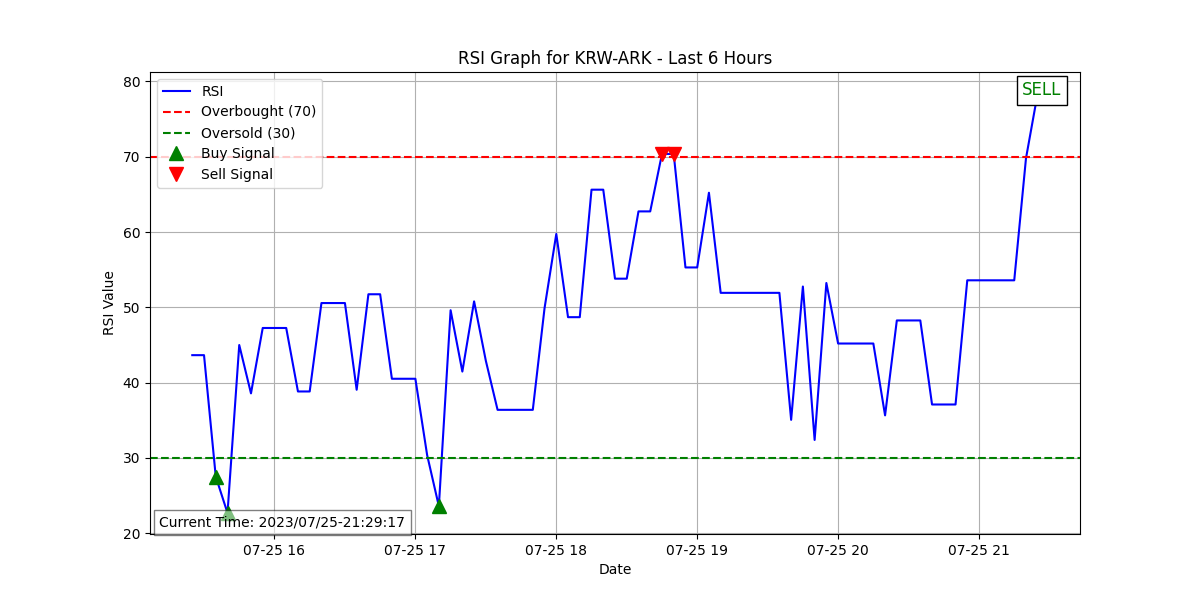 RSI Graph for KRW-ARK - Last 6 Hours
80
70
60
50
40
30
20
RSI Value
RSI
Overbought (70)
Oversold (30)
Buy Signal
Sell Signal
SELL
Current Time: 2023/07/25-21:29:17
07-25 16
07-25 17
07-25 18
07-25 19
07-25 20
07-25 21
Date